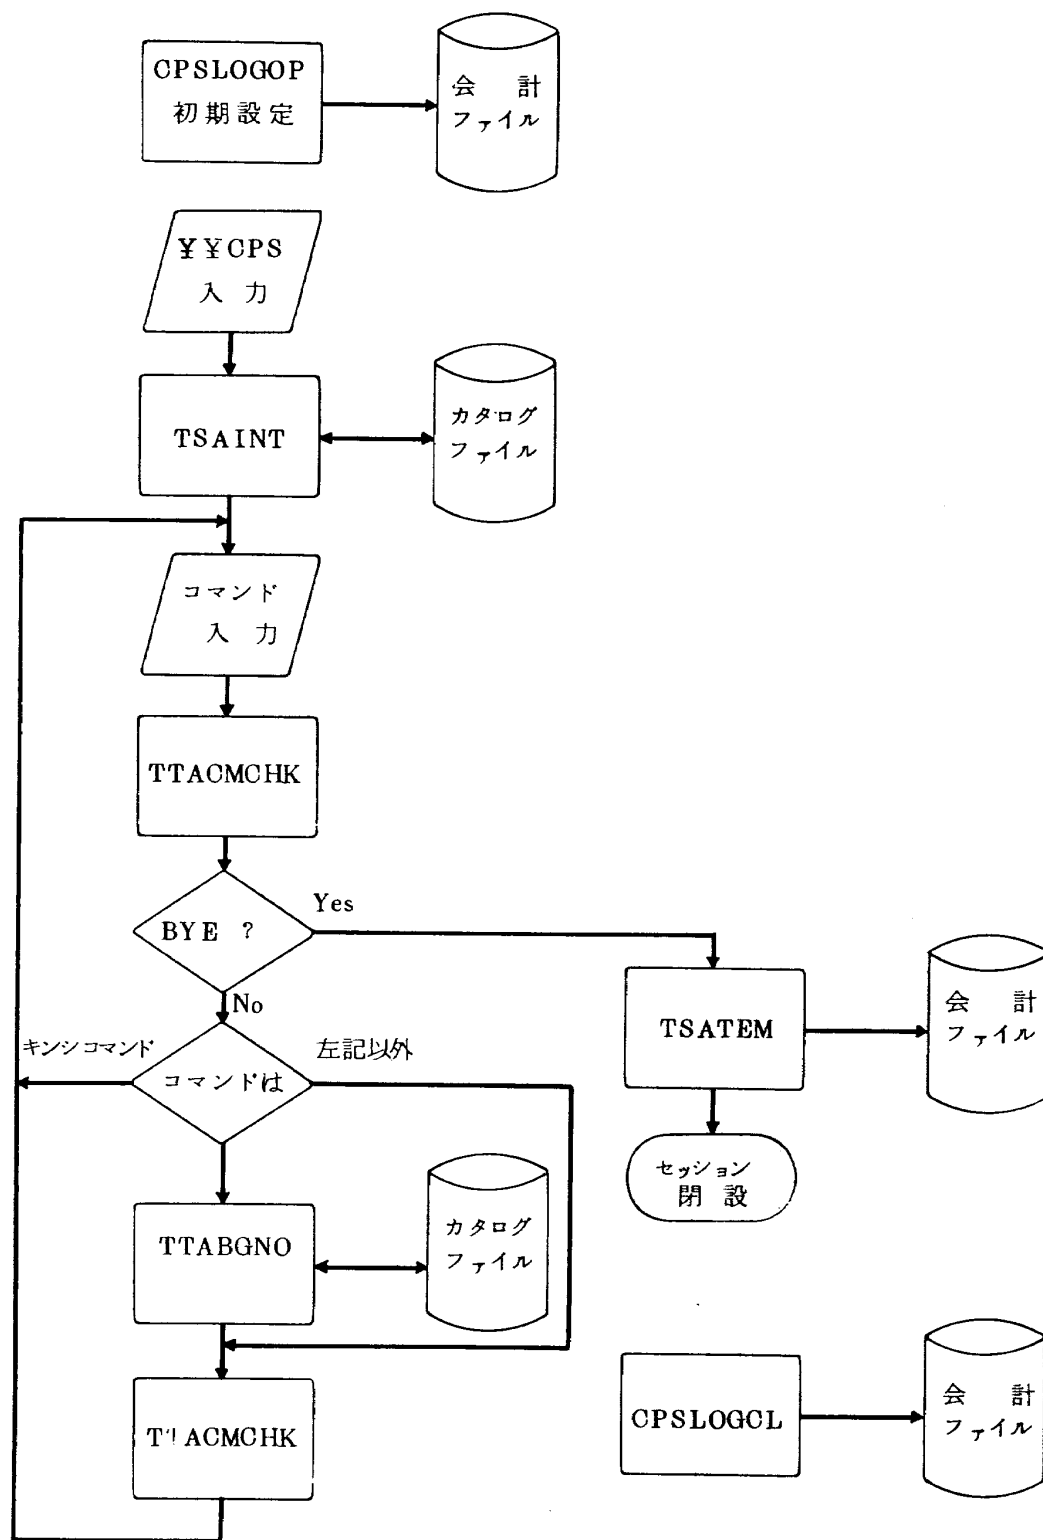 CPSLOGOP
初期設定
会 計
ファイル
¥¥CPS
入 力
TSAINT
カタログ
ファイル
コマンド
入 力
TTACMCHK
BYE ?
Yes
No
TSATEM
会 計
ファイル
キンシコマンド
コマンドは
左記以外
セッション
閉 設
TTABGNO
カタログ
ファイル
TTACMCHK
CPSLOGCL
会 計
ファイル